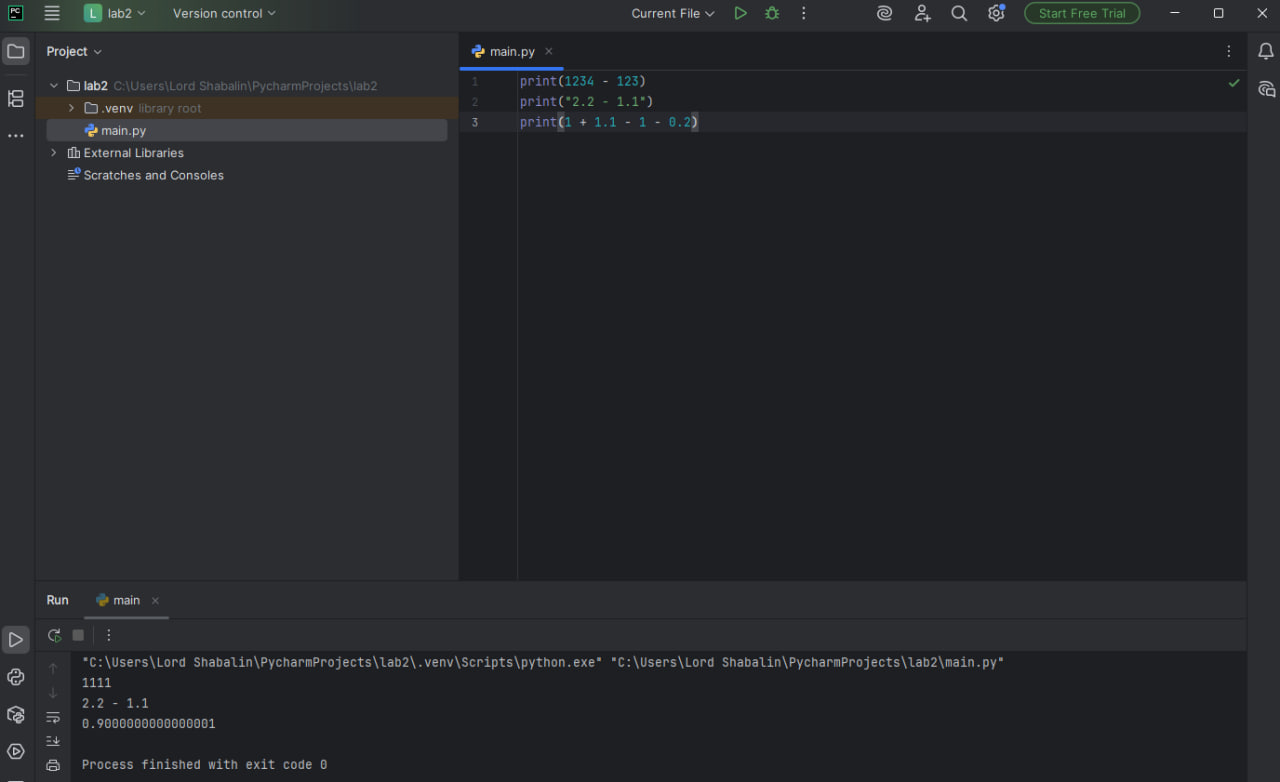 PC
L lab2
Version control
Current File
Start Free Trial
Project
lab2 C:\Users\Lord Shabalin\PycharmProjects\lab2
.venv library root
main.py
External Libraries
Scratches and Consoles
main.py
1 print(1234 - 123)
2 print("2.2 - 1.1")
3 print(1 + 1.1 - 1 - 0.2)
Run main
"C:\Users\Lord Shabalin\PycharmProjects\lab2\.venv\Scripts\python.exe" "C:\Users\Lord Shabalin\PycharmProjects\lab2\main.py"
1111
2.2 - 1.1
0.9000000000000001
Process finished with exit code 0